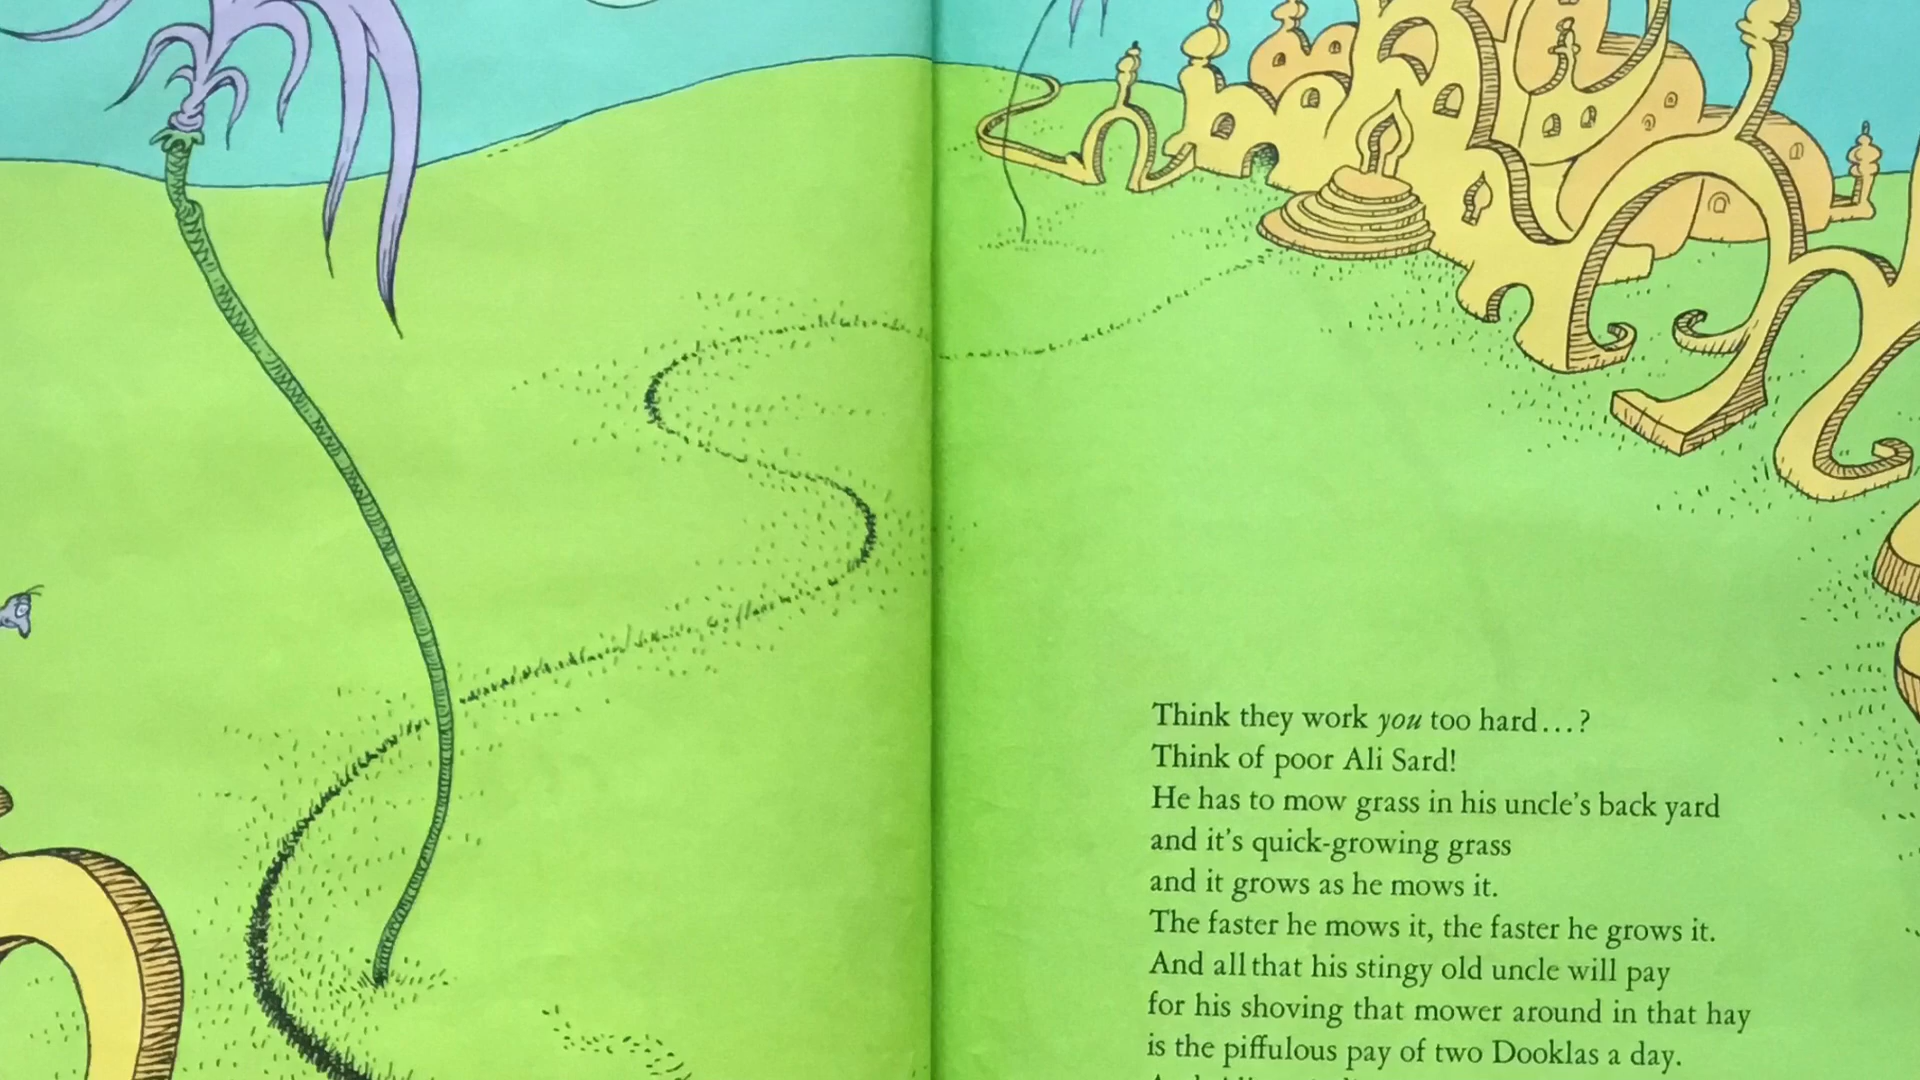 Think they work you too hard...?
Think of poor Ali Sard!
He has to mow grass in his uncle's back yard
and it's quick-growing grass
and it grows as he mows it.
The faster he mows it, the faster he grows it.
And all that his stingy old uncle will pay
for his shoving that mower around in that hay
is the piffulous pay of two Dooklas a day.